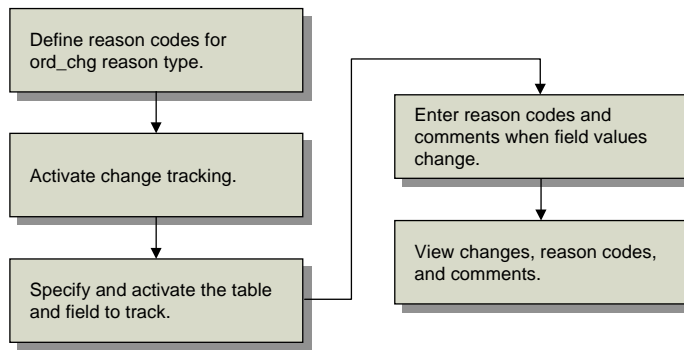 Define reason codes for
ord_chg reason type.
Activate change tracking.
Specify and activate the table
and field to track.
Enter reason codes and
comments when field values
change.
View changes, reason codes,
and comments.